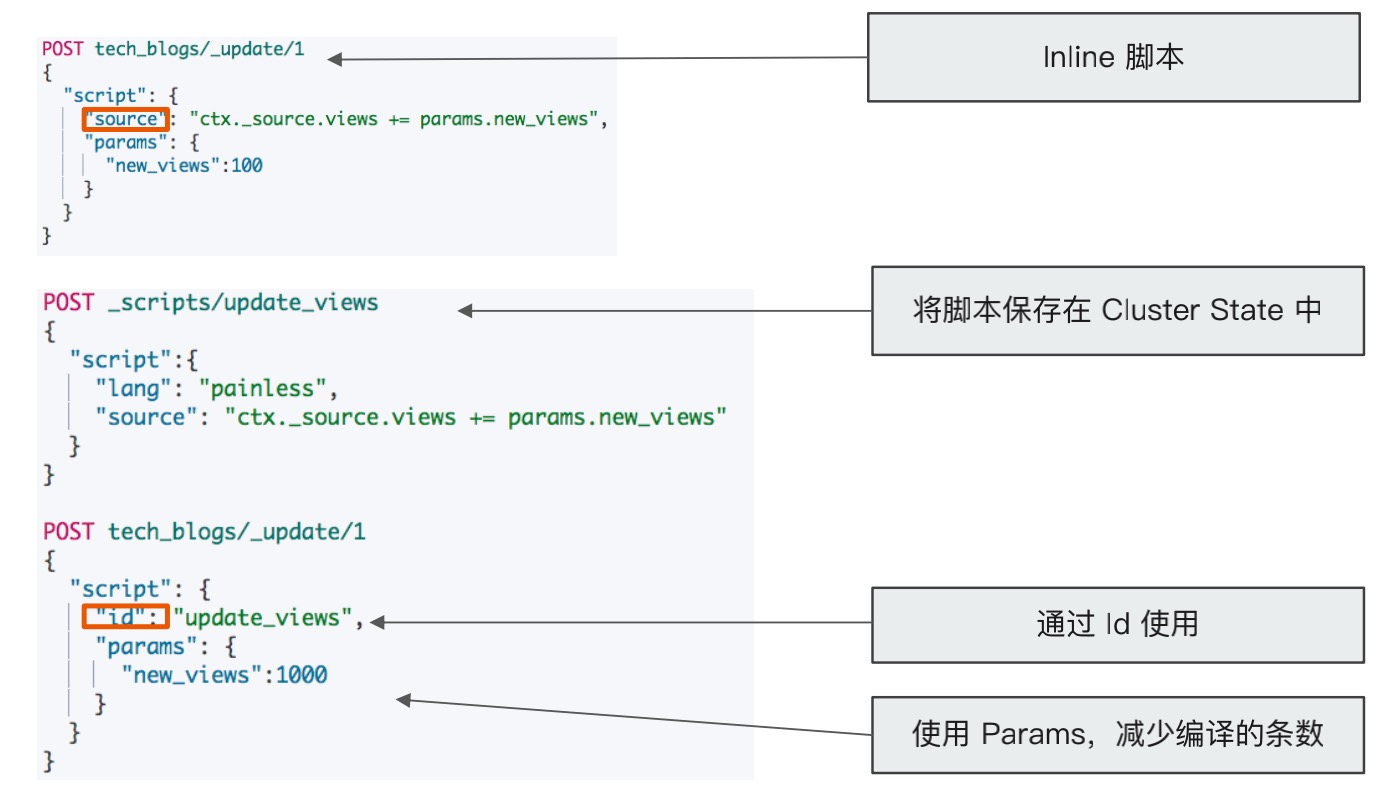 POST tech_blogs/_update/1
{
  "script": {
    "source": "ctx._source.views += params.new_views",
    "params": {
      "new_views":100
    }
  }
}
Inline 脚本
POST _scripts/update_views
{
  "script":{
    "lang": "painless",
    "source": "ctx._source.views += params.new_views"
  }
}
将脚本保存在 Cluster State 中
POST tech_blogs/_update/1
{
  "script": {
    "id": "update_views",
    "params": {
      "new_views":1000
    }
  }
}
通过 Id 使用
使用 Params，减少编译的条数